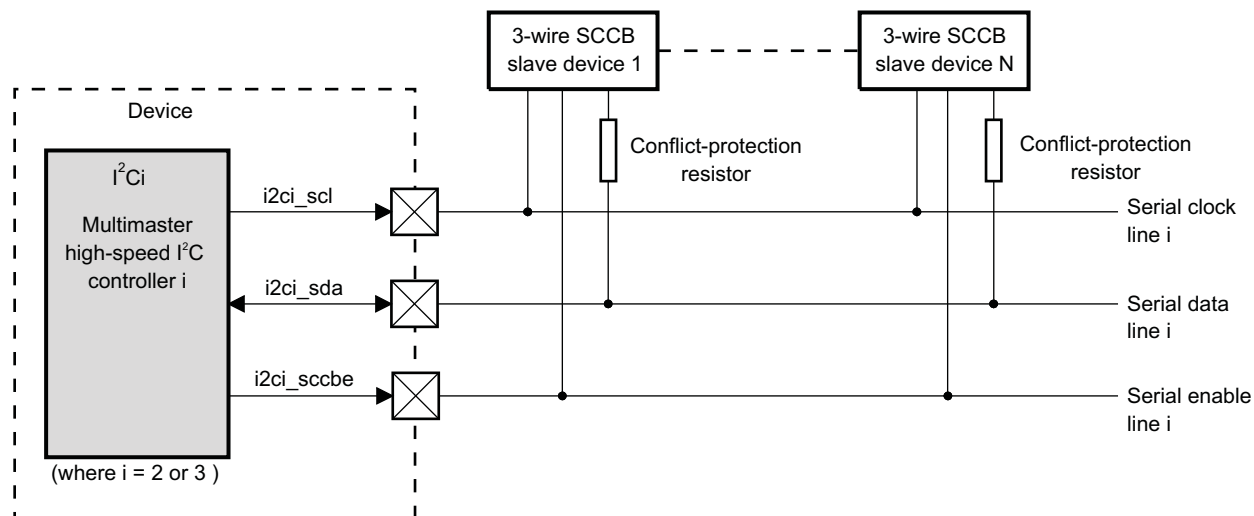 3-wire SCCB
slave device 1
3-wire SCCB
slave device N
Device
Conflict-protection
resistor
Conflict-protection
resistor
I²Ci
Multimaster
high-speed I²C
controller i
i2ci_scl
Serial clock
line i
i2ci_sda
Serial data
line i
i2ci_sccbe
Serial enable
line i
(where i = 2 or 3 )